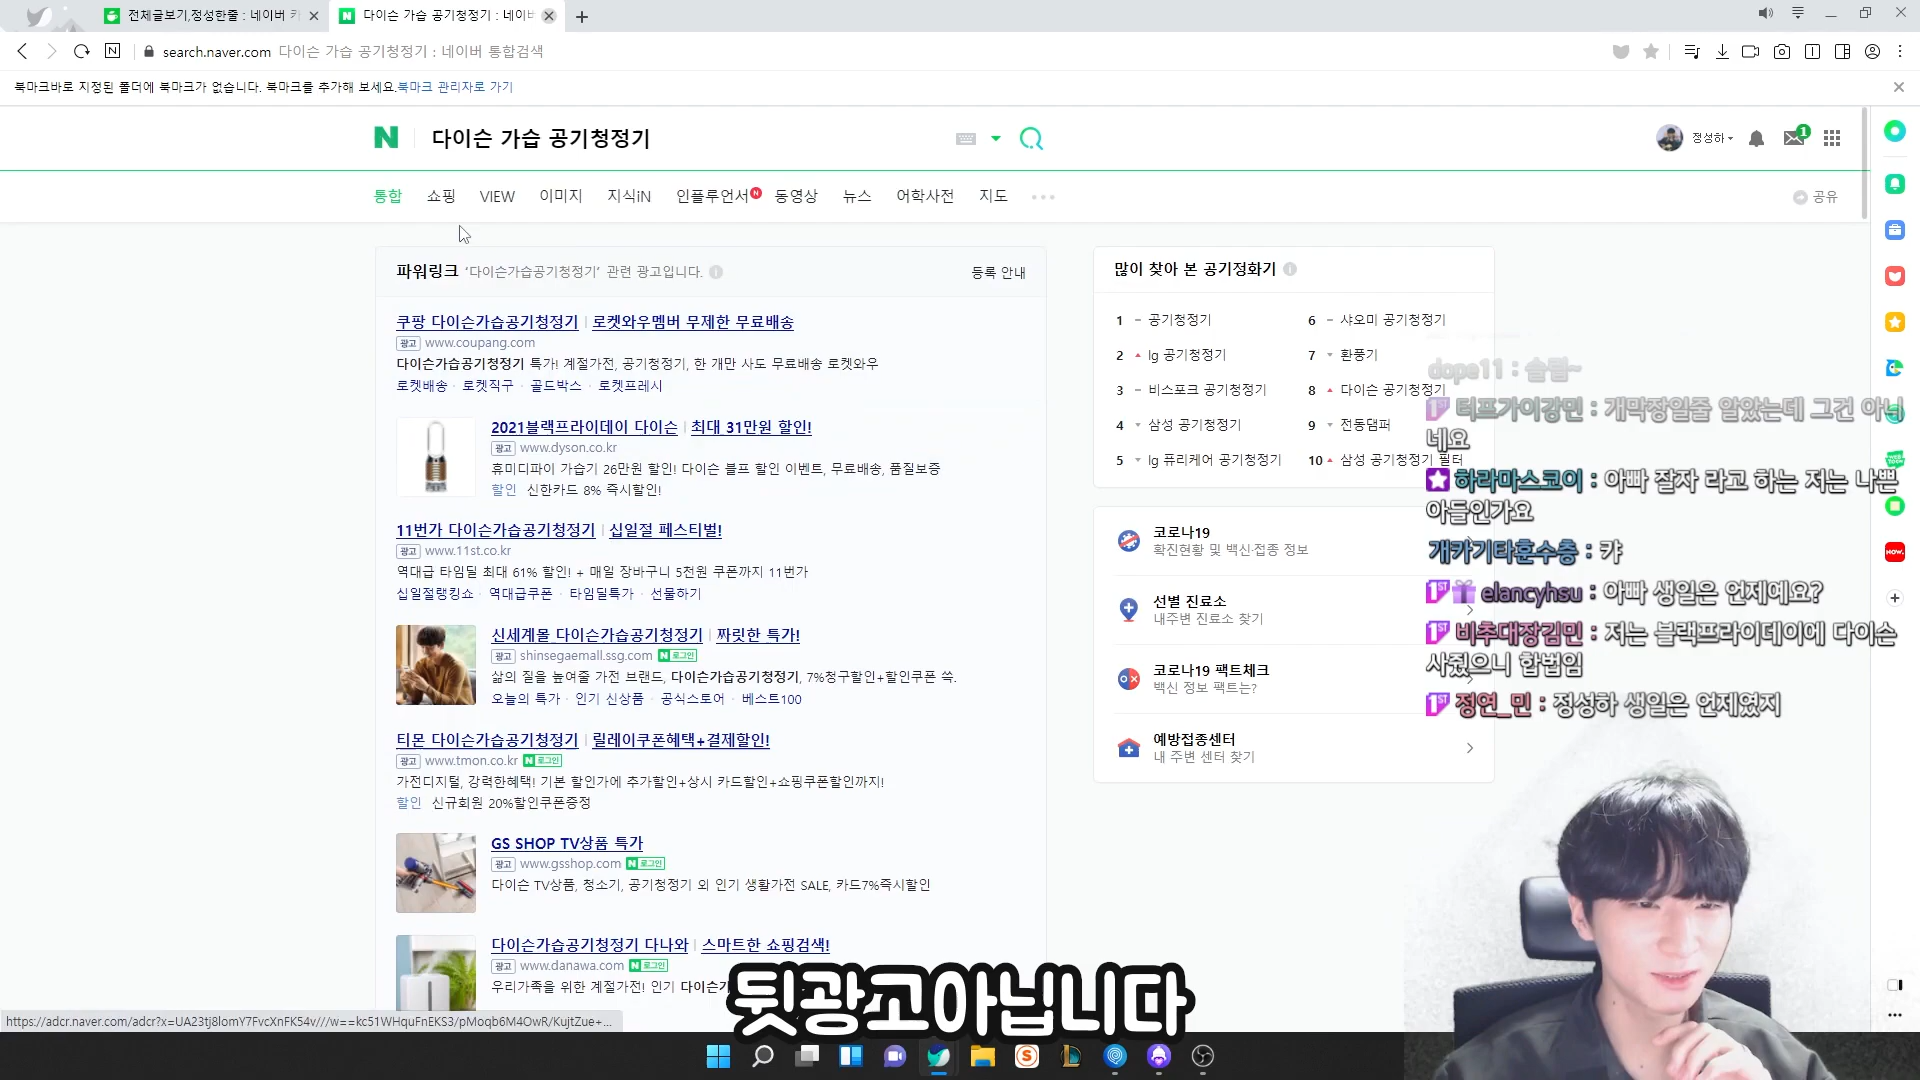 전체글보기,정성한줄 : 네이버 카
다이슨 가습 공기청정기 : 네이버
search.naver.com 다이슨 가습 공기청정기 : 네이버 통합검색
북마크바로 지정된 폴더에 북마크가 없습니다. 북마크를 추가해 보세요.북마크 관리자로 가기
N 다이슨 가습 공기청정기
정성하
1
통합 쇼핑 VIEW 이미지 지식iN 인플루언서 동영상 뉴스 어학사전 지도
공유
파워링크 '다이슨가습공기청정기' 관련 광고입니다.
등록 안내
쿠팡 다이슨가습공기청정기 로켓와우멤버 무제한 무료배송
광고 www.coupang.com
다이슨가습공기청정기 특가! 계절가전, 공기청정기, 한 개만 사도 무료배송 로켓와우
로켓배송 · 로켓직구 · 골드박스 · 로켓프레시
2021블랙프라이데이 다이슨 최대 31만원 할인!
광고 www.dyson.co.kr
휴미디파이 가습기 26만원 할인! 다이슨 블프 할인 이벤트, 무료배송, 품질보증
할인 신한카드 8% 즉시할인!
11번가 다이슨가습공기청정기 십일절 페스티벌!
광고 www.11st.co.kr
역대급 타임딜 최대 61% 할인! + 매일 장바구니 5천원 쿠폰까지 11번가
십일절랭킹쇼 · 역대급쿠폰 · 타임딜특가 · 선물하기
신세계몰 다이슨가습공기청정기 짜릿한 특가!
광고 shinsegaemall.ssg.com N 로그인
삶의 질을 높여줄 가전 브랜드, 다이슨가습공기청정기, 7%청구할인+할인쿠폰 쏙.
오늘의 특가 · 인기 신상품 · 공식스토어 · 베스트100
티몬 다이슨가습공기청정기 릴레이쿠폰혜택+결제할인!
광고 www.tmon.co.kr N 로그인
가전디지털, 강력한혜택! 기본 할인가에 추가할인+상시 카드할인+쇼핑쿠폰할인까지!
할인 신규회원 20%할인쿠폰증정
GS SHOP TV상품 특가
광고 www.gsshop.com N 로그인
다이슨 TV상품, 청소기, 공기청정기 외 인기 생활가전 SALE, 카드7%즉시할인
다이슨가습공기청정기 다나와 스마트한 쇼핑검색!
광고 www.danawa.com N 로그인
우리가족을 위한 계절가전! 인기 다이슨가
많이 찾아 본 공기정화기
1 공기청정기
2 lg 공기청정기
3 비스포크 공기청정기
4 삼성 공기청정기
5 lg 퓨리케어 공기청정기
6 샤오미 공기청정기
7 환풍기
8 다이슨 공기청정기
9 전동댐퍼
10 삼성 공기청정기 필터
코로나19
확진현황 및 백신·접종 정보
선별 진료소
내주변 진료소 찾기
코로나19 팩트체크
백신 정보 팩트는?
예방접종센터
내 주변 센터 찾기
티프가이강민 : 개막장일줄 알았는데 그건 아니
네요
하라마스코이 : 아빠 잘자 라고 하는 저는 나쁜
아들인가요
개카기타훈수충 : 캬
elancyhsu : 아빠 생일은 언제예요?
비추대장김민 : 저는 블랙프라이데이에 다이슨
사줬으니 합법임
정연_민 : 정성하 생일은 언제였지
NOW.
뒷광고아닙니다
https://adcr.naver.com/adcr?x=UA23tj8lomY7FvcXnFK54v///w==kc51WHquFnEKS3/pMoqb6M4OwR/KujtZue+...